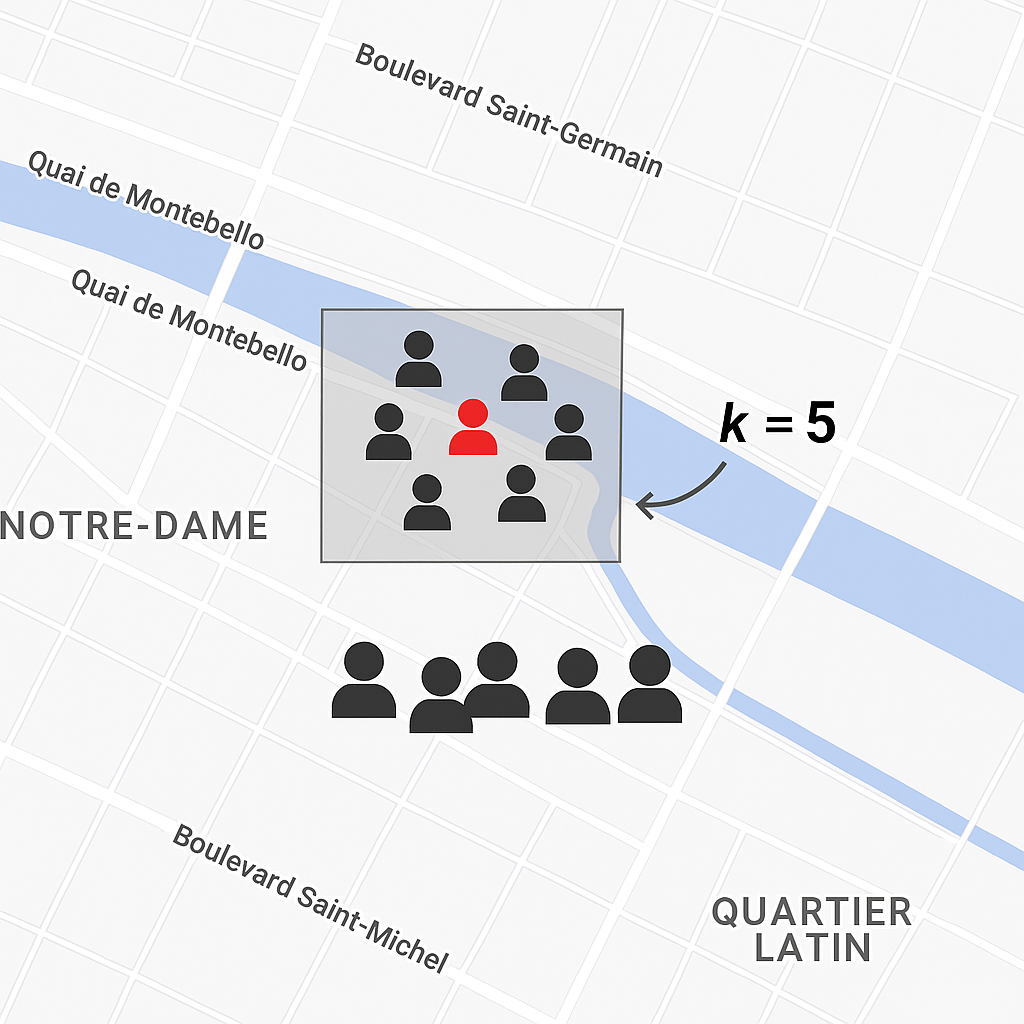 Boulevard Saint-Germain
Quai de Montebello
Quai de Montebello
k = 5
NOTRE-DAME
Boulevard Saint-Michel
QUARTIER
LATIN